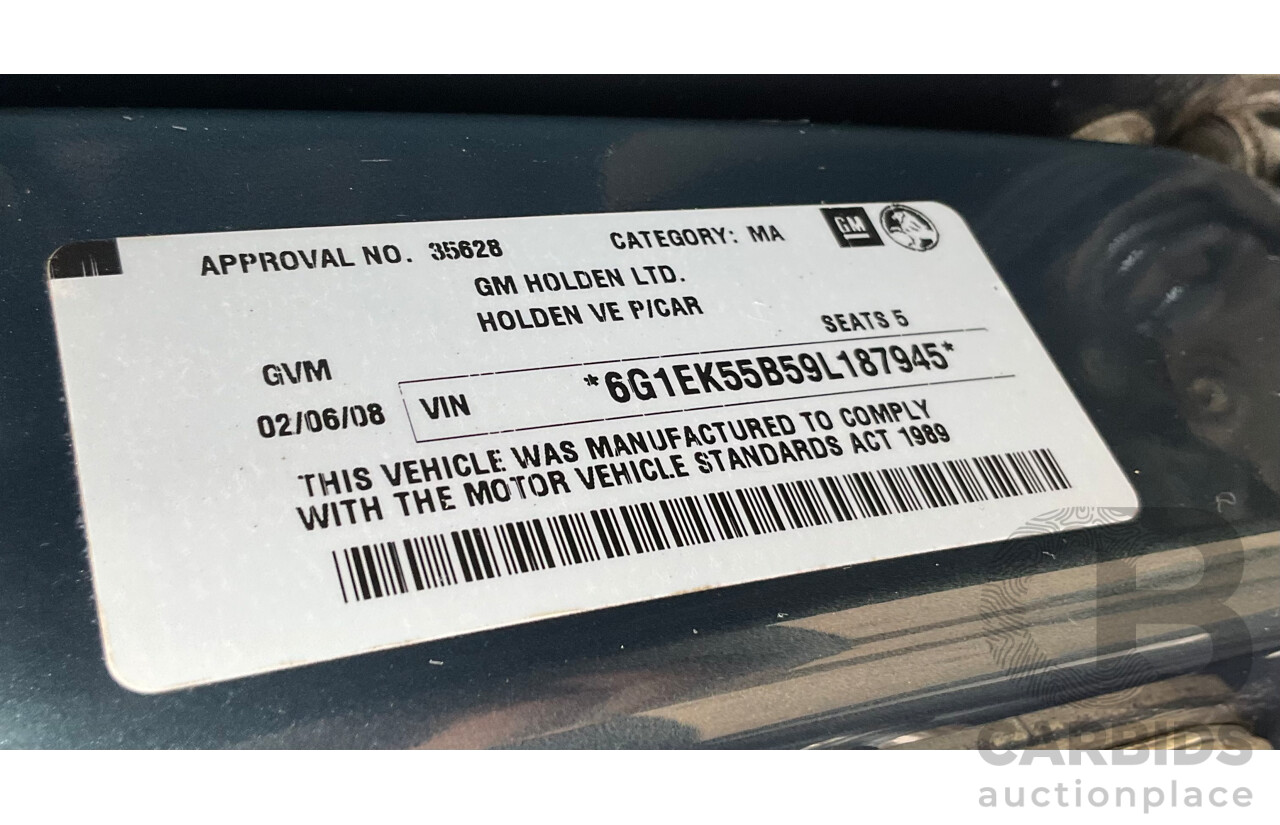 APPROVAL NO. 35628 CATEGORY: MA GM
GM HOLDEN LTD.
HOLDEN VE P/CAR
SEATS 5
GVM
02/06/08 VIN *6G1EK55B59L187945*
THIS VEHICLE WAS MANUFACTURED TO COMPLY
WITH THE MOTOR VEHICLE STANDARDS ACT 1989
B
CARBIDS
auctionplace